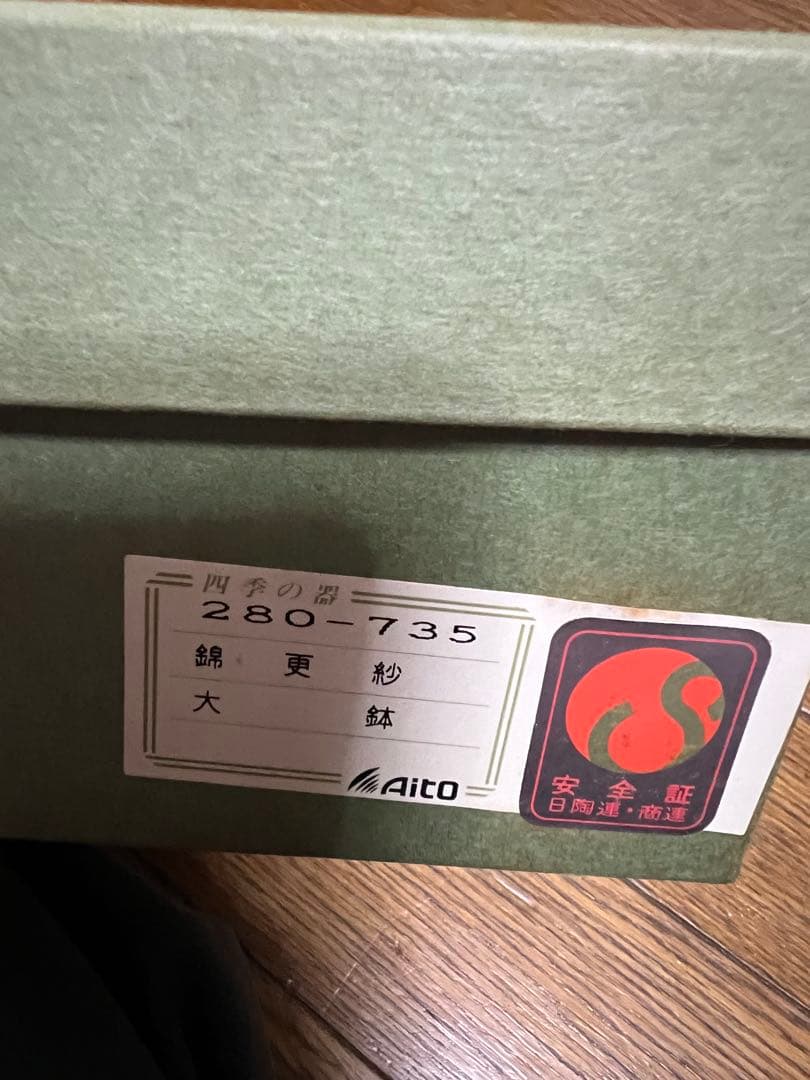 四季の器
280-735
錦更紗
大鉢
Aito
安全証
日陶連・商連